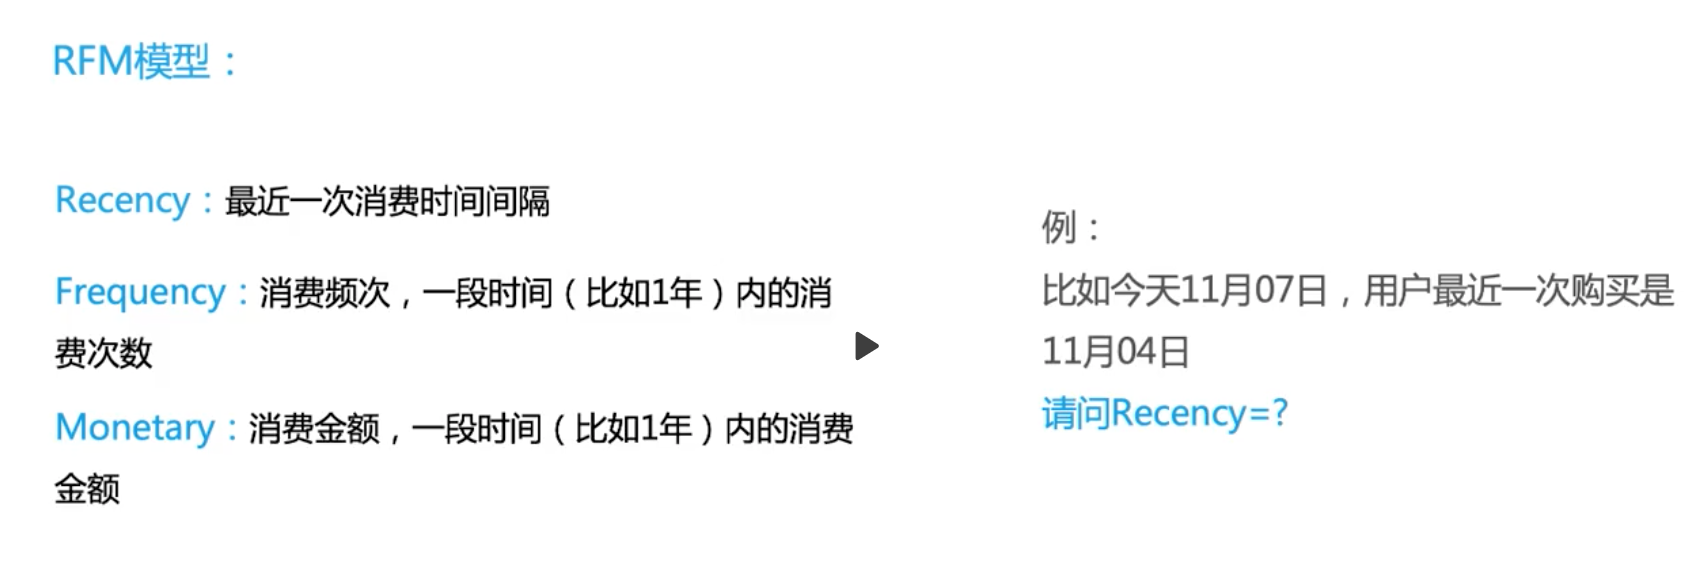 RFM模型：
Recency：最近一次消费时间间隔
Frequency：消费频次，一段时间（比如1年）内的消
费次数
Monetary：消费金额，一段时间（比如1年）内的消费
金额
例：
比如今天11月07日，用户最近一次购买是
11月04日
请问Recency=?